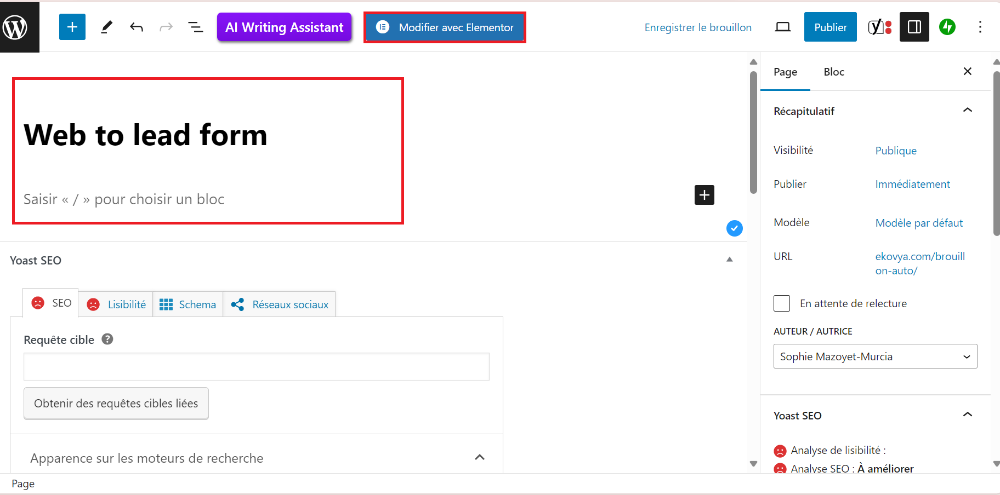 AI Writing Assistant
Modifier avec Elementor
Enregistrer le brouillon
Publier
Web to lead form
Saisir « / » pour choisir un bloc
Yoast SEO
SEO
Lisibilité
Schema
Réseaux sociaux
Requête cible
Obtenir des requêtes cibles liées
Apparence sur les moteurs de recherche
Page
Bloc
Récapitulatif
Visibilité
Publique
Publier
Immédiatement
Modèle
Modèle par défaut
URL
ekovya.com/brouill
on-auto/
En attente de relecture
AUTEUR / AUTRICE
Sophie Mazoyet-Murcia
Yoast SEO
Analyse de lisibilité :
Analyse SEO : À améliorer
Page